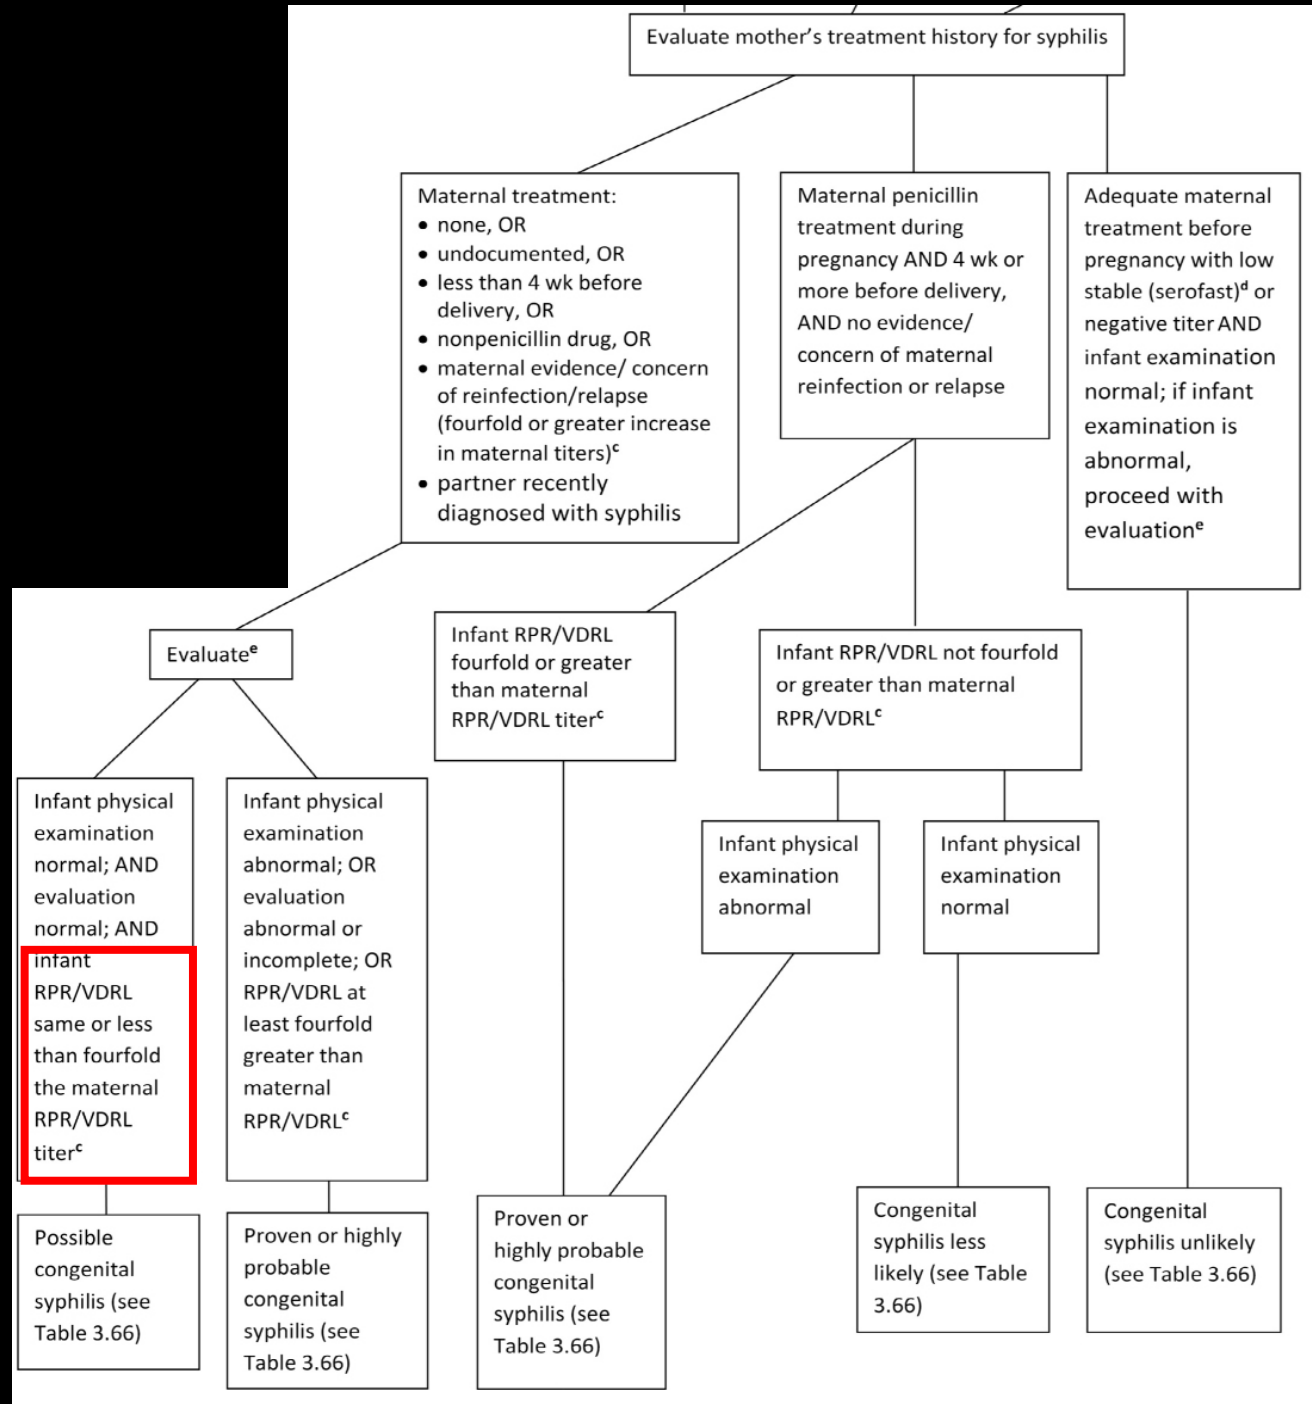 Evaluate mother’s treatment history for syphilis
Maternal treatment:
• none, OR
• undocumented, OR
• less than 4 wk before
delivery, OR
• nonpenicillin drug, OR
• maternal evidence/ concern
of reinfection/relapse
(fourfold or greater increase
in maternal titers)c
• partner recently
diagnosed with syphilis
Maternal penicillin
treatment during
pregnancy AND 4 wk or
more before delivery,
AND no evidence/
concern of maternal
reinfection or relapse
Adequate maternal
treatment before
pregnancy with low
stable (serofast)d or
negative titer AND
infant examination
normal; if infant
examination is
abnormal,
proceed with
evaluatione
Evaluatee
Infant RPR/VDRL
fourfold or greater
than maternal
RPR/VDRL titerc
Infant RPR/VDRL not fourfold
or greater than maternal
RPR/VDRLc
Infant physical
examination
normal; AND
evaluation
normal; AND
infant
RPR/VDRL
same or less
than fourfold
the maternal
RPR/VDRL
titerc
Infant physical
examination
abnormal; OR
evaluation
abnormal or
incomplete; OR
RPR/VDRL at
least fourfold
greater than
maternal
RPR/VDRLc
Infant physical
examination
abnormal
Infant physical
examination
normal
Possible
congenital
syphilis (see
Table 3.66)
Proven or highly
probable
congenital
syphilis (see
Table 3.66)
Proven or
highly probable
congenital
syphilis (see
Table 3.66)
Congenital
syphilis less
likely (see Table
3.66)
Congenital
syphilis unlikely
(see Table 3.66)